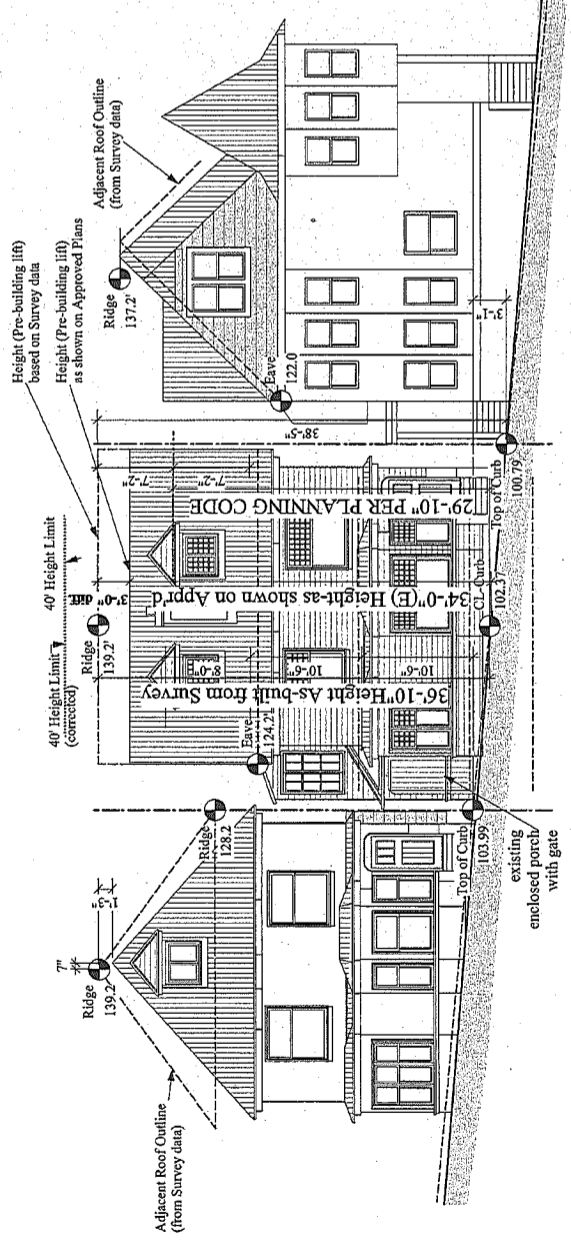 Height (Pre-building lift)
based on Survey data
Height (Pre-building lift)
as shown on Approved Plans
40' Height Limit
(corrected)
40' Height Limit
Adjacent Roof Outline
(from Survey data)
Ridge
139.2'
7"
1'-3"
Ridge
128.2
Top of Curb
103.99
existing
enclosed porch
with gate
Ridge
139.2'
3'-0" diff.
Eave
124.2'
36'-10"Height As-built from Survey
34'-0" (E) Height-as shown on Appr'd
29'-10" PER PLANNING CODE
8'-0"
10'-6"
10'-6"
7'-2"
7'-2"
CL-Curb
102.37
38'-5"
Top of Curb
100.79'
Ridge
137.2'
Adjacent Roof Outline
(from Survey data)
Eave
122.0
3'-1"